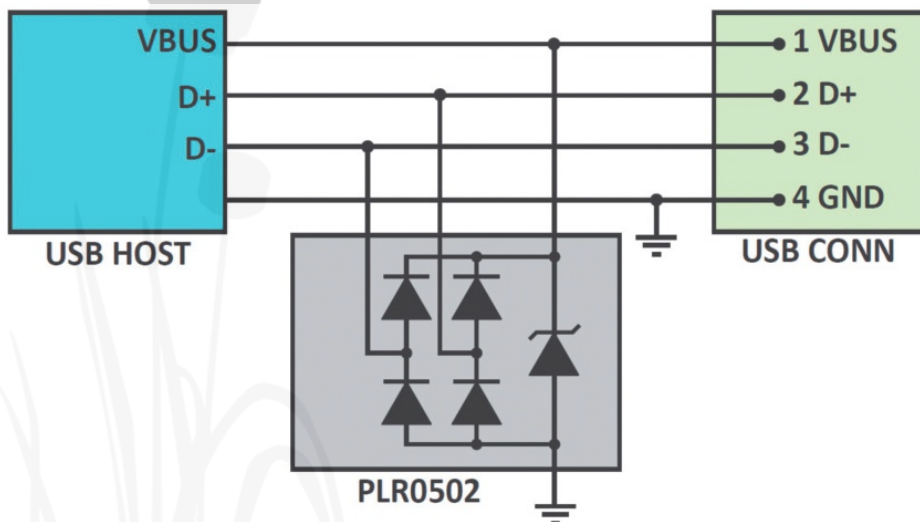 VBUS
D+
D-
USB HOST
1 VBUS
2 D+
3 D-
4 GND
USB CONN
PLR0502